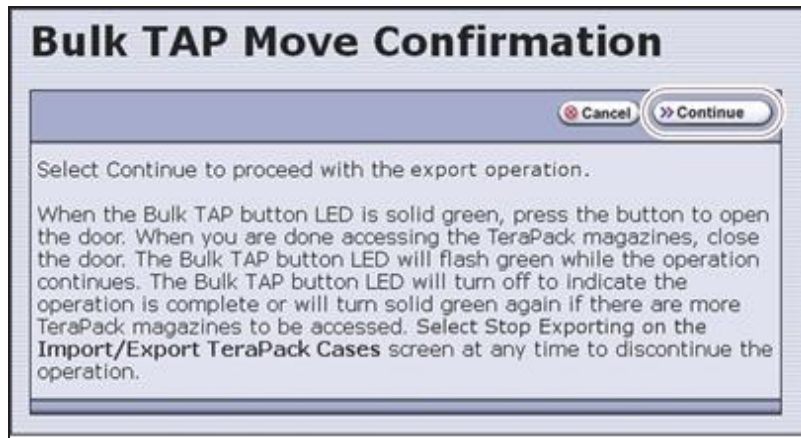 Bulk TAP Move Confirmation
Cancel
Continue
Select Continue to proceed with the export operation.
When the Bulk TAP button LED is solid green, press the button to open
the door. When you are done accessing the TeraPack magazines, close
the door. The Bulk TAP button LED will flash green while the operation
continues. The Bulk TAP button LED will turn off to indicate the
operation is complete or will turn solid green again if there are more
TeraPack magazines to be accessed. Select Stop Exporting on the
Import/Export TeraPack Cases screen at any time to discontinue the
operation.